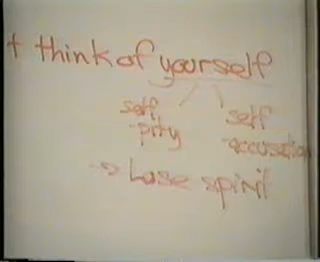 † think of yourself
self self
-pity -accusation
-> Lose spirit